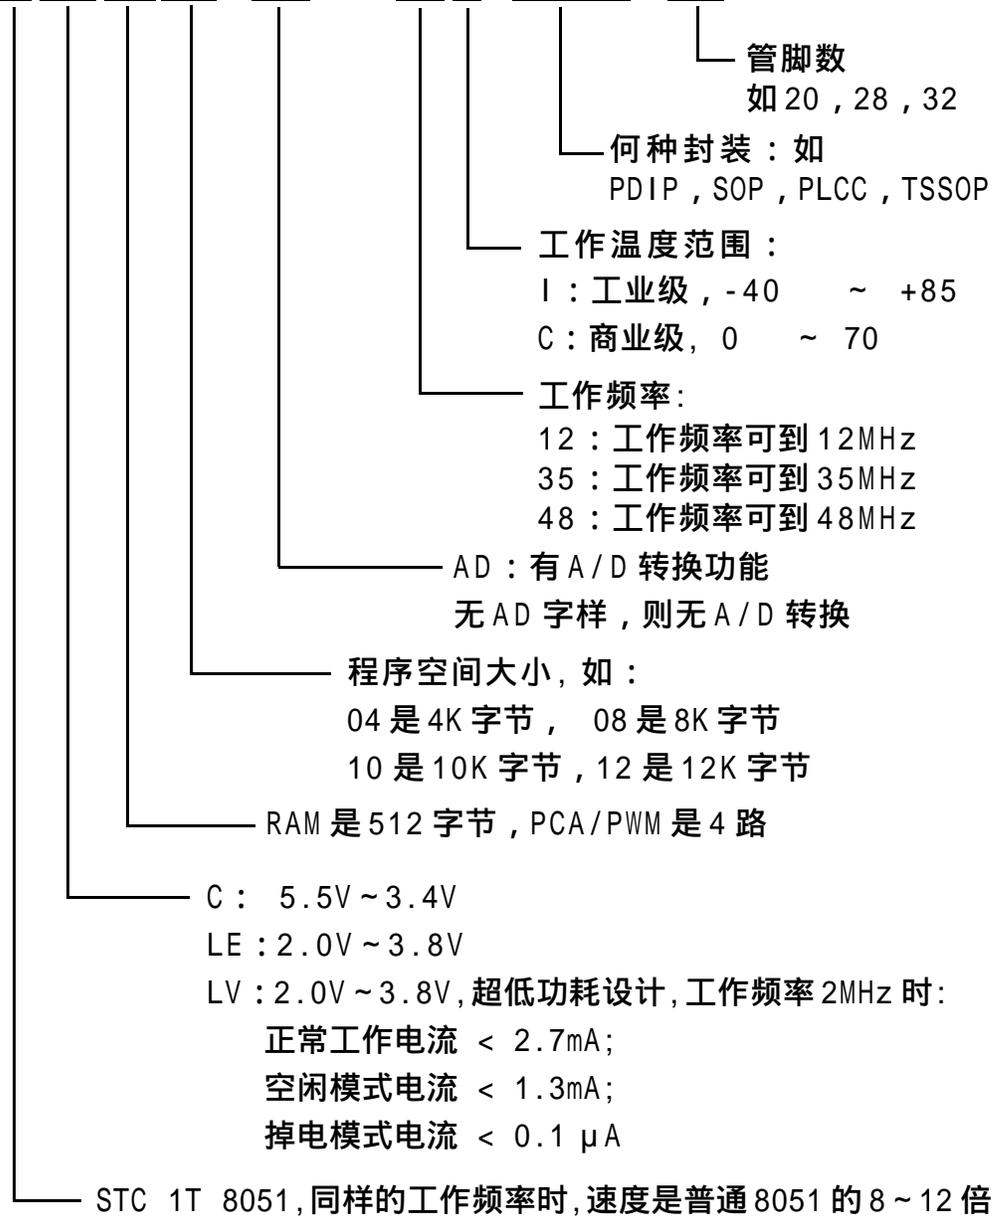 管脚数
如20，28，32
何种封装：如
PDIP，SOP，PLCC，TSSOP
工作温度范围：
I：工业级，-40 ~ +85
C：商业级, 0 ~ 70
工作频率:
12：工作频率可到12MHz
35：工作频率可到35MHz
48：工作频率可到48MHz
AD：有A/D转换功能
无AD字样，则无A/D转换
程序空间大小, 如：
04是4K字节， 08是8K字节
10是10K字节，12是12K字节
RAM是512字节，PCA/PWM是4路
C： 5.5V~3.4V
LE：2.0V~3.8V
LV：2.0V~3.8V,超低功耗设计,工作频率2MHz时:
正常工作电流 < 2.7mA;
空闲模式电流 < 1.3mA;
掉电模式电流 < 0.1 μA
STC 1T 8051,同样的工作频率时,速度是普通8051的8~12倍